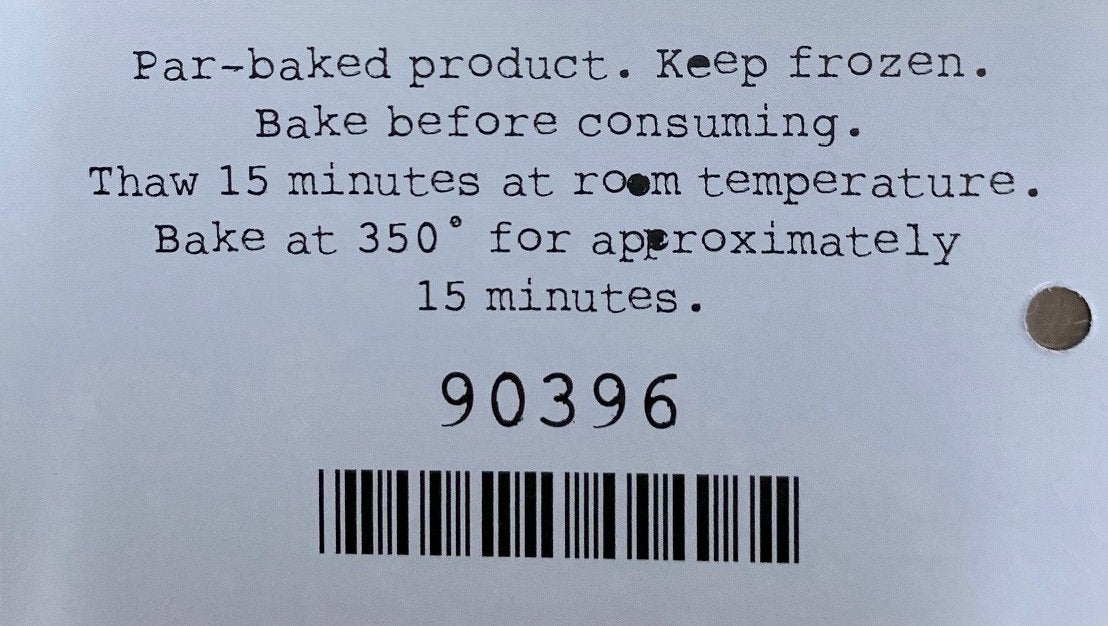 Par-baked product. Keep frozen.
Bake before consuming.
Thaw 15 minutes at room temperature.
Bake at 350° for approximately
15 minutes.
90396